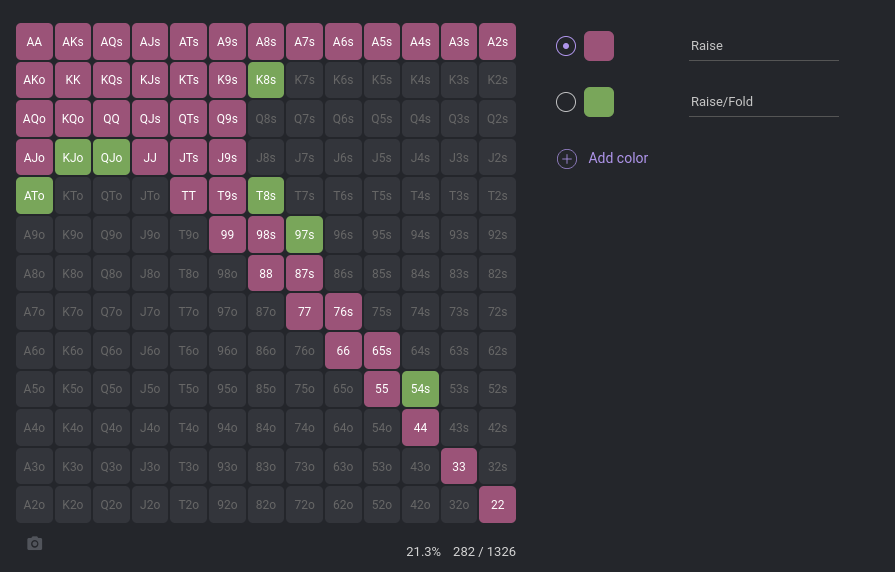 AA AKs AQs AJs ATs A9s A8s A7s A6s A5s A4s A3s A2s
Raise
AKo KK KQs KJs KTs K9s K8s K7s K6s K5s K4s K3s K2s
Raise/Fold
AQo KQo QQ QJs QTs Q9s Q8s Q7s Q6s Q5s Q4s Q3s Q2s
AJo KJo QJo JJ JTs J9s J8s J7s J6s J5s J4s J3s J2s
Add color
ATo KTo QTo JTo TT T9s T8s T7s T6s T5s T4s T3s T2s
A9o K9o Q9o J9o T9o 99 98s 97s 96s 95s 94s 93s 92s
A8o K8o Q8o J8o T8o 98o 88 87s 86s 85s 84s 83s 82s
A7o K7o Q7o J7o T7o 97o 87o 77 76s 75s 74s 73s 72s
A6o K6o Q6o J6o T6o 96o 86o 76o 66 65s 64s 63s 62s
A5o K5o Q5o J5o T5o 95o 85o 75o 65o 55 54s 53s 52s
A4o K4o Q4o J4o T4o 94o 84o 74o 64o 54o 44 43s 42s
A3o K3o Q3o J3o T3o 93o 83o 73o 63o 53o 43o 33 32s
A2o K2o Q2o J2o T2o 92o 82o 72o 62o 52o 42o 32o 22
21.3% 282 / 1326